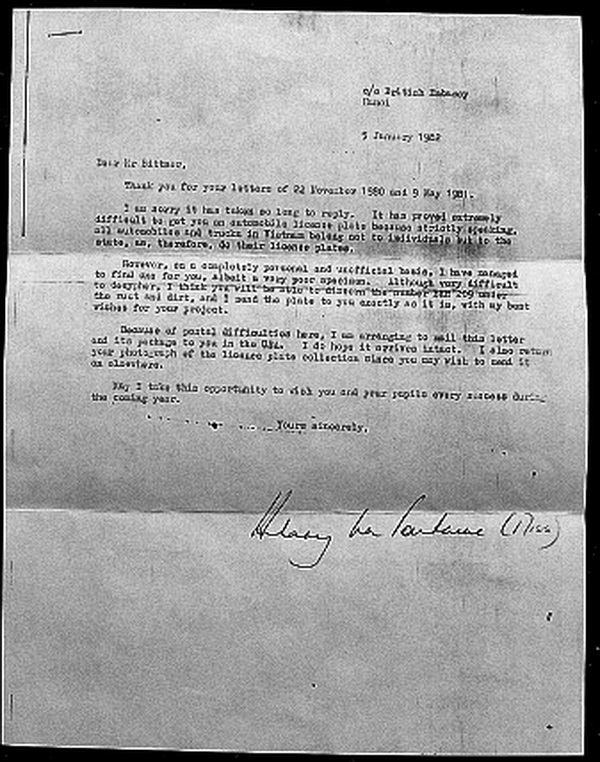 c/o British Embassy
Hanoi
5 January 1982
Dear Mr Bittner,
Thank you for your letters of 22 November 1980 and 9 May 1981.
I am sorry it has taken so long to reply. It has proved extremely
difficult to get you an automobile license plate because strictly speaking,
all automobiles and trucks in Vietnam belong not to individuals but to the
state, as, therefore, do their license plates.
However, on a completely personal and unofficial basis, I have managed
to find one for you, albeit a very poor specimen. Although very difficult
to decypher, I think you will be able to discern the number 209 under
the rust and dirt, and I send the plate to you exactly as it is, with my best
wishes for your project.
Because of postal difficulties here, I am arranging to mail this letter
and its package to you in the USA. I do hope it arrives intact. I also return
your photograph of the license plate collection since you may wish to send it
on elsewhere.
May I take this opportunity to wish you and your pupils every success during
the coming year.
Yours sincerely,
Hilary (Miss)